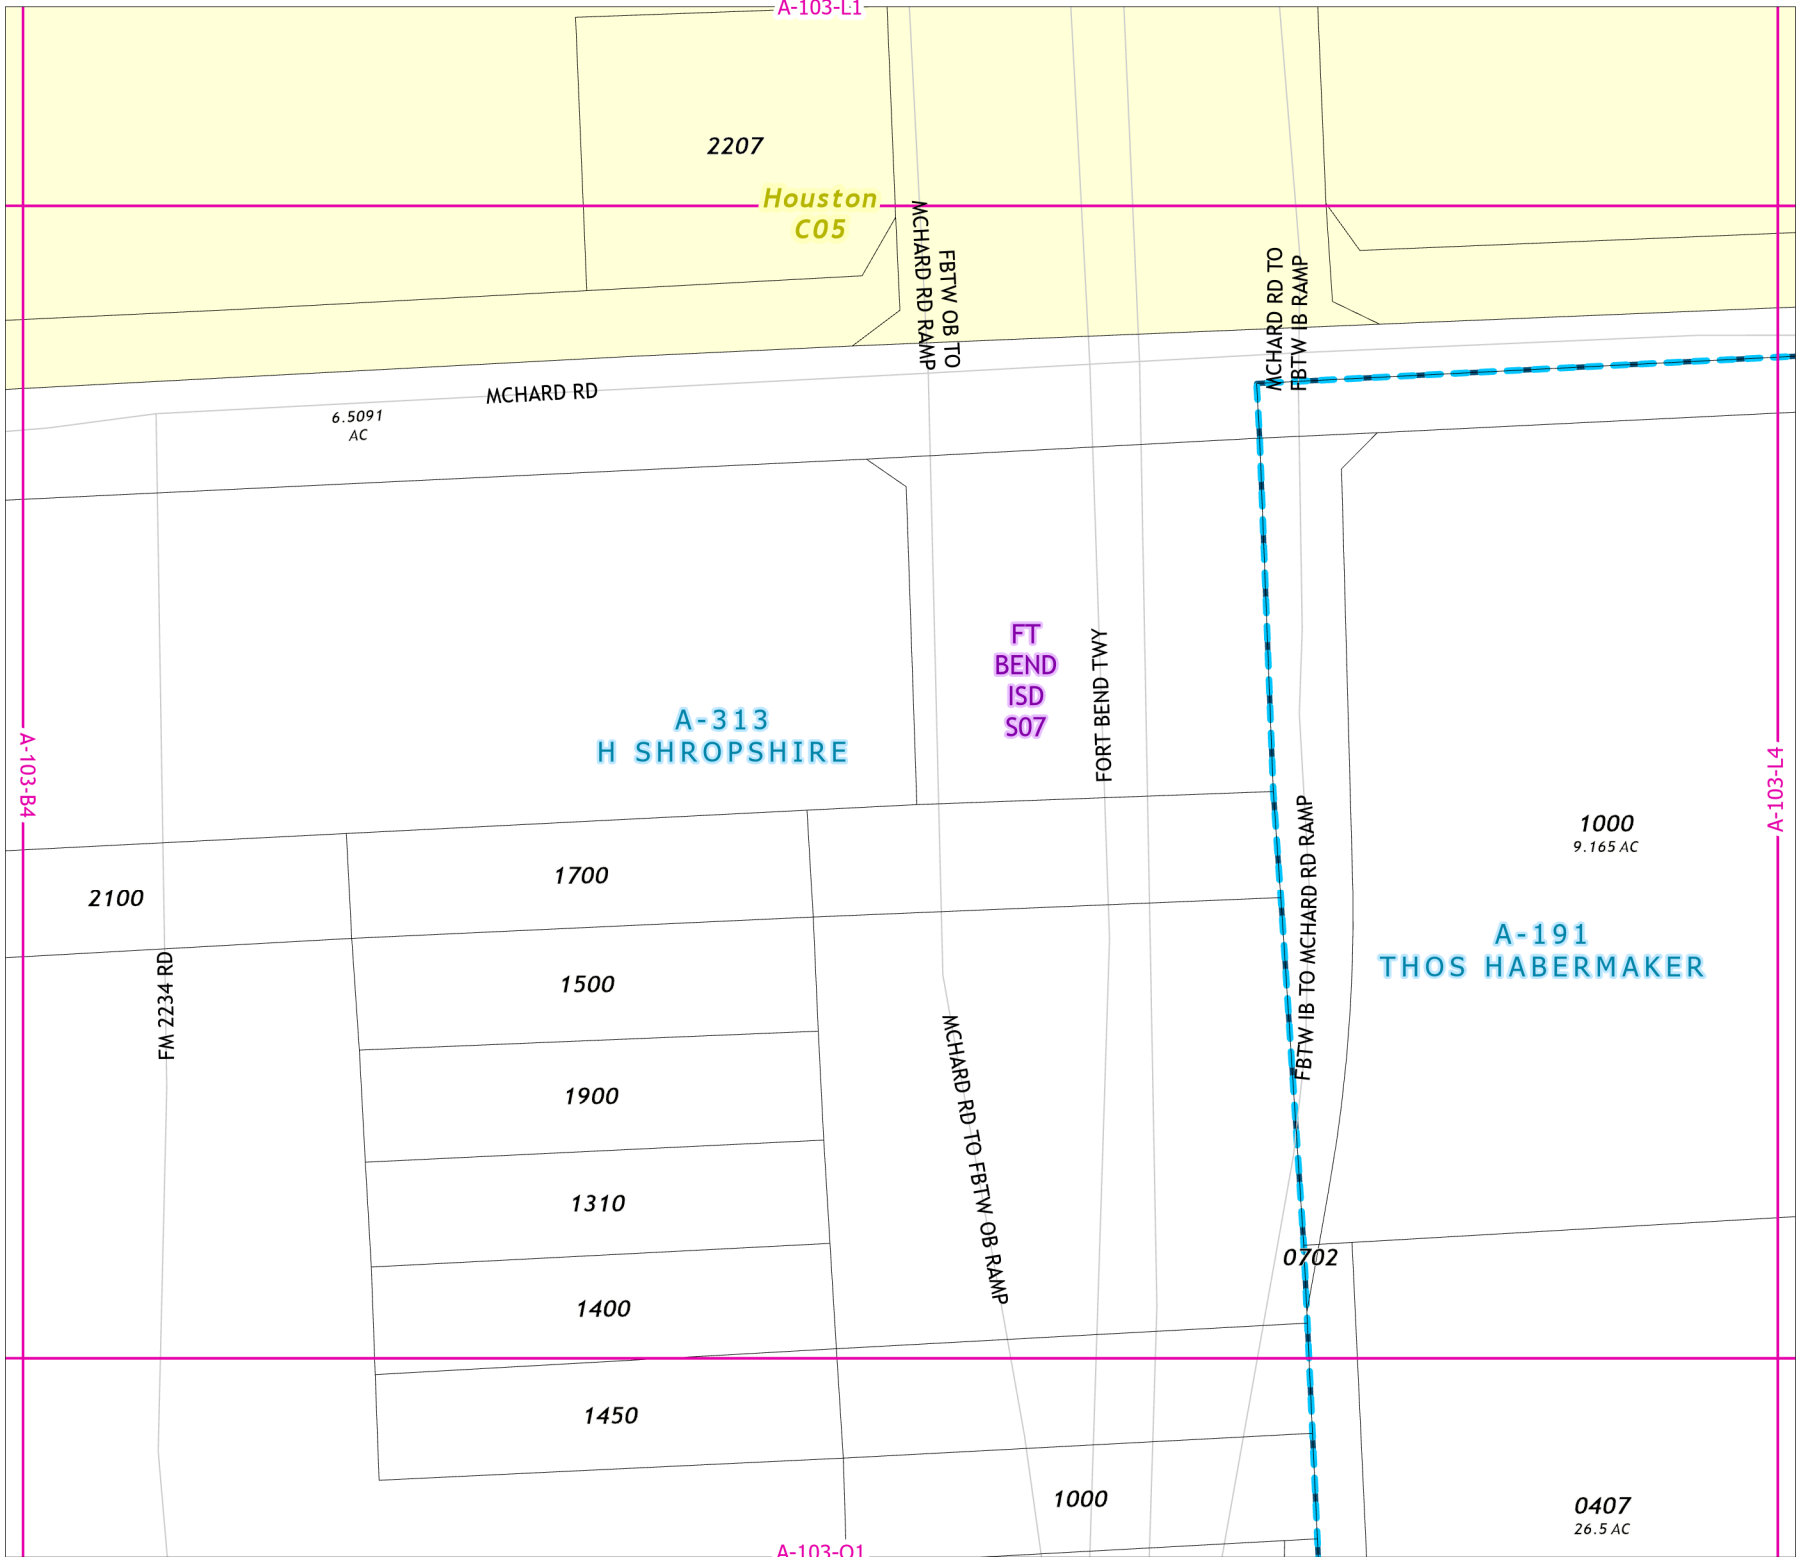 A-103-L1
2207
Houston
C05
MCHARD RD RAMP
FBTW OB TO
MCHARD RD TO
FBTW IB RAMP
MCHARD RD
6.5091
AC
FT
BEND
ISD
S07
FORT BEND TWY
A-313
H SHROPSHIRE
A-103-B4
A-103-L4
1000
9.165 AC
1700
2100
A-191
THOS HABERMAKER
FBTW IB TO MCHARD RD RAMP
FM 2234 RD
1500
1900
MCHARD RD TO FBTW OB RAMP
1310
0702
1400
1450
1000
0407
26.5 AC
A-103-O1